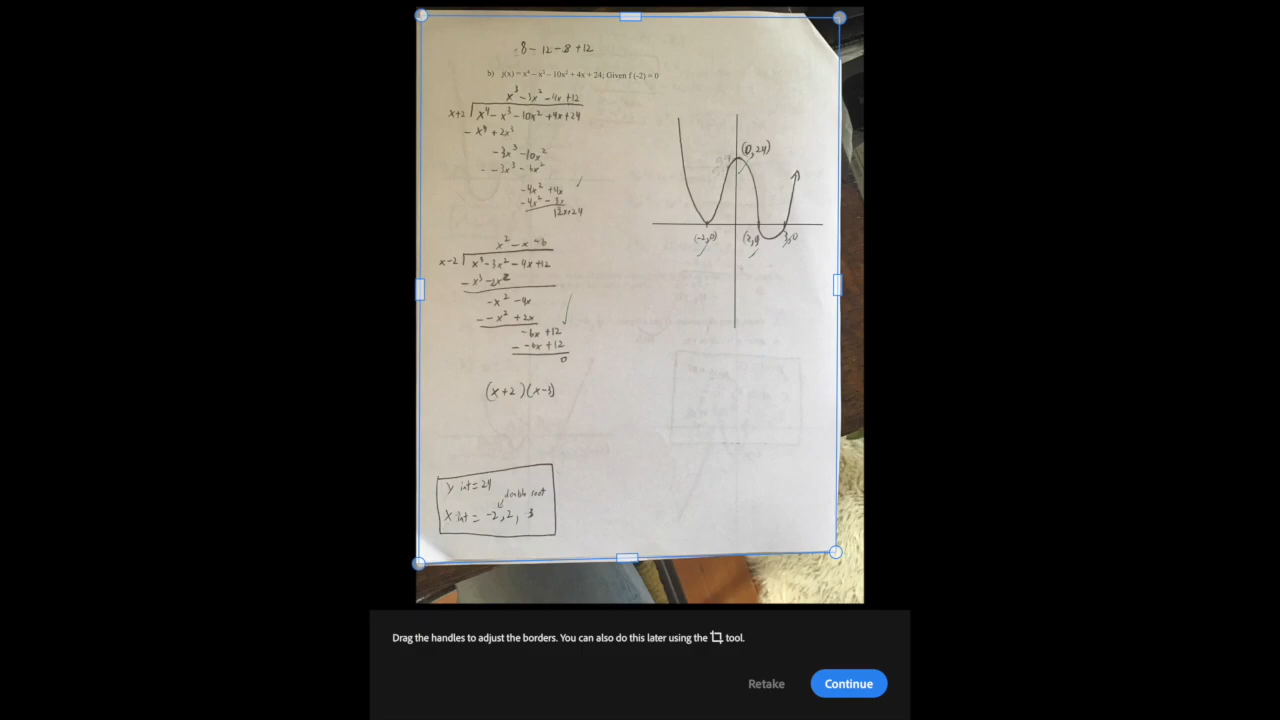 -8 - 12 - 8 + 12
b) j(x) = x⁴ – x³ – 10x² + 4x + 24; Given f (-2) = 0
x³ - 3x² - 4x + 12
x+2 x⁴ - x³ - 10x² + 4x + 24
- x⁴ + 2x³
-3x³ - 10x²
- -3x³ - 6x²
-4x² + 4x
-4x² - 8x
12x + 24
x² - x - 6
x-2 x³ - 3x² - 4x + 12
- x³ - 2x²
-x² - 4x
- -x² + 2x
-6x + 12
- -6x + 12
0
(x+2)(x-3)
y int = 24
double root
x int = -2, 2, 3
(0, 24)
(-2, 0) (2, 0) 3, 0
Drag the handles to adjust the borders. You can also do this later using the tool.
Retake Continue